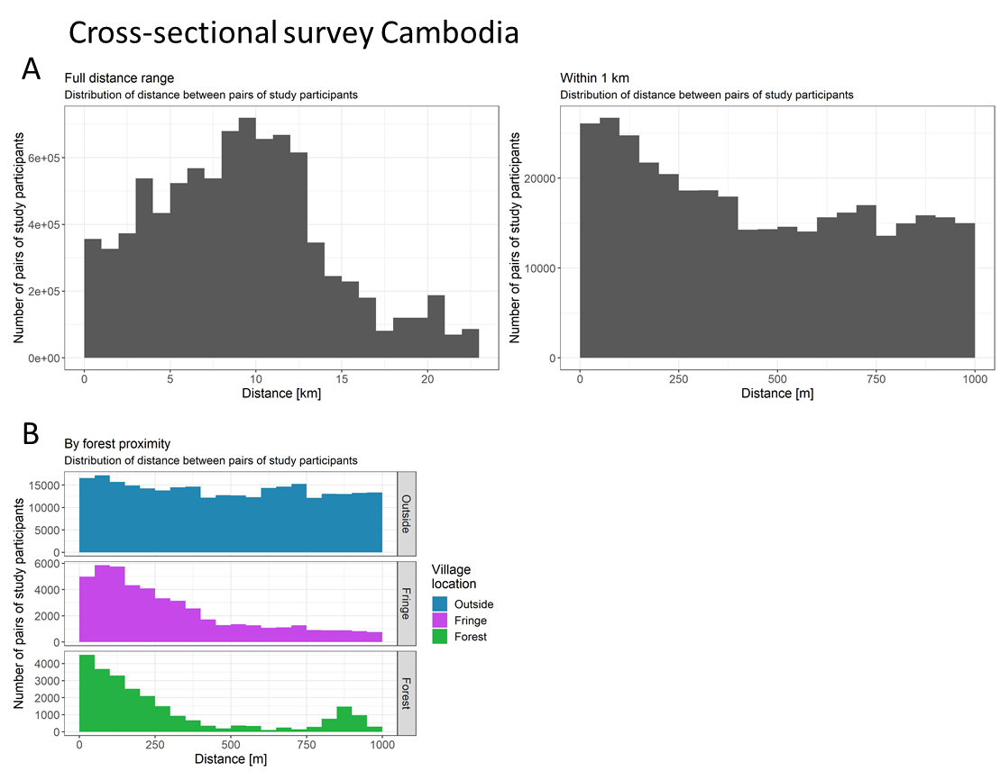 Cross-sectional survey Cambodia
A
Full distance range
Distribution of distance between pairs of study participants
Number of pairs of study participants
6e+05
4e+05
2e+05
0e+00
0 5 10 15 20
Distance [km]
Within 1 km
Distribution of distance between pairs of study participants
Number of pairs of study participants
20000
10000
0
0 250 500 750 1000
Distance [m]
B
By forest proximity
Distribution of distance between pairs of study participants
Number of pairs of study participants
15000
10000
5000
0
Outside
6000
4000
2000
0
Fringe
4000
3000
2000
1000
0
Forest
0 250 500 750 1000
Distance [m]
Village
location
Outside
Fringe
Forest